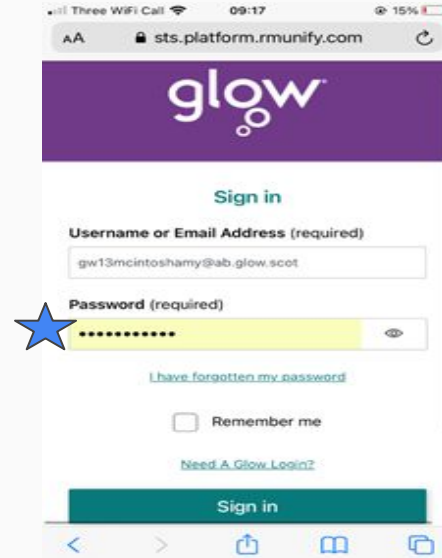 Three WiFi Call 09:17 15%
AA sts.platform.rmunify.com
glow
Sign in
Username or Email Address (required)
gw13mcintoshamy@ab.glow.scot
Password (required)
•••••••••••
I have forgotten my password
Remember me
Need A Glow Login?
Sign in